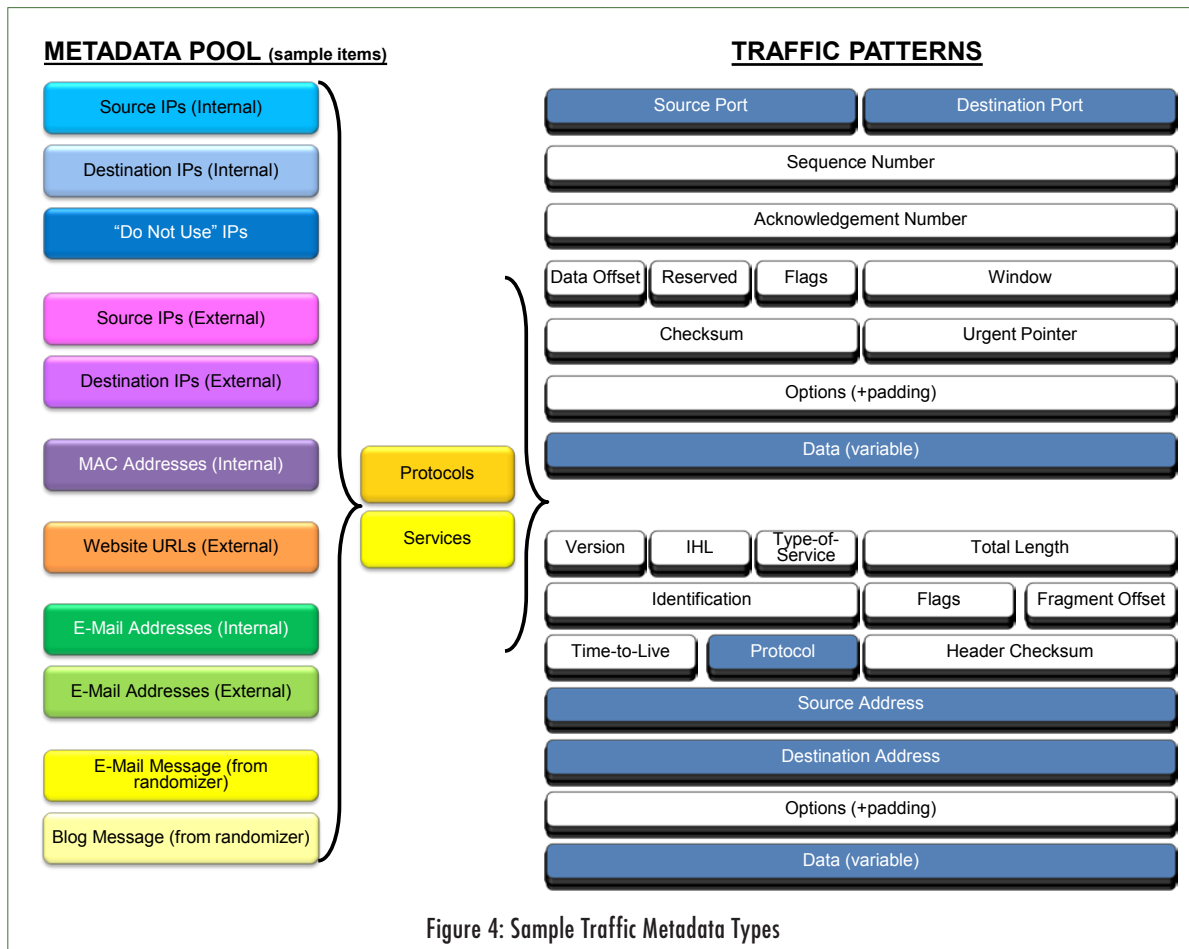 METADATA POOL (sample items)
Source IPs (Internal)
Destination IPs (Internal)
“Do Not Use” IPs
Source IPs (External)
Destination IPs (External)
MAC Addresses (Internal)
Website URLs (External)
E-Mail Addresses (Internal)
E-Mail Addresses (External)
E-Mail Message (from
randomizer)
Blog Message (from randomizer)
Protocols
Services
TRAFFIC PATTERNS
Source Port
Destination Port
Sequence Number
Acknowledgement Number
Data Offset
Reserved
Flags
Window
Checksum
Urgent Pointer
Options (+padding)
Data (variable)
Version
IHL
Type-of-
Service
Total Length
Identification
Flags
Fragment Offset
Time-to-Live
Protocol
Header Checksum
Source Address
Destination Address
Options (+padding)
Data (variable)
Figure 4: Sample Traffic Metadata Types